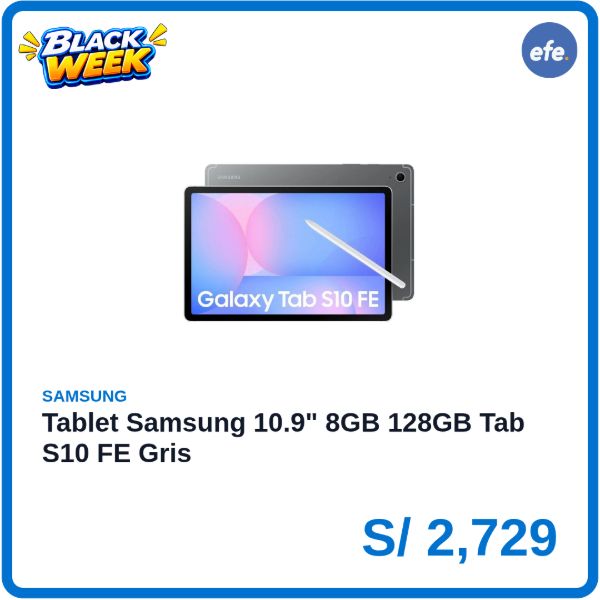 BLACK
WEEK
efe.
SAMSUNG
Galaxy Tab S10 FE
SAMSUNG
Tablet Samsung 10.9" 8GB 128GB Tab
S10 FE Gris
S/ 2,729